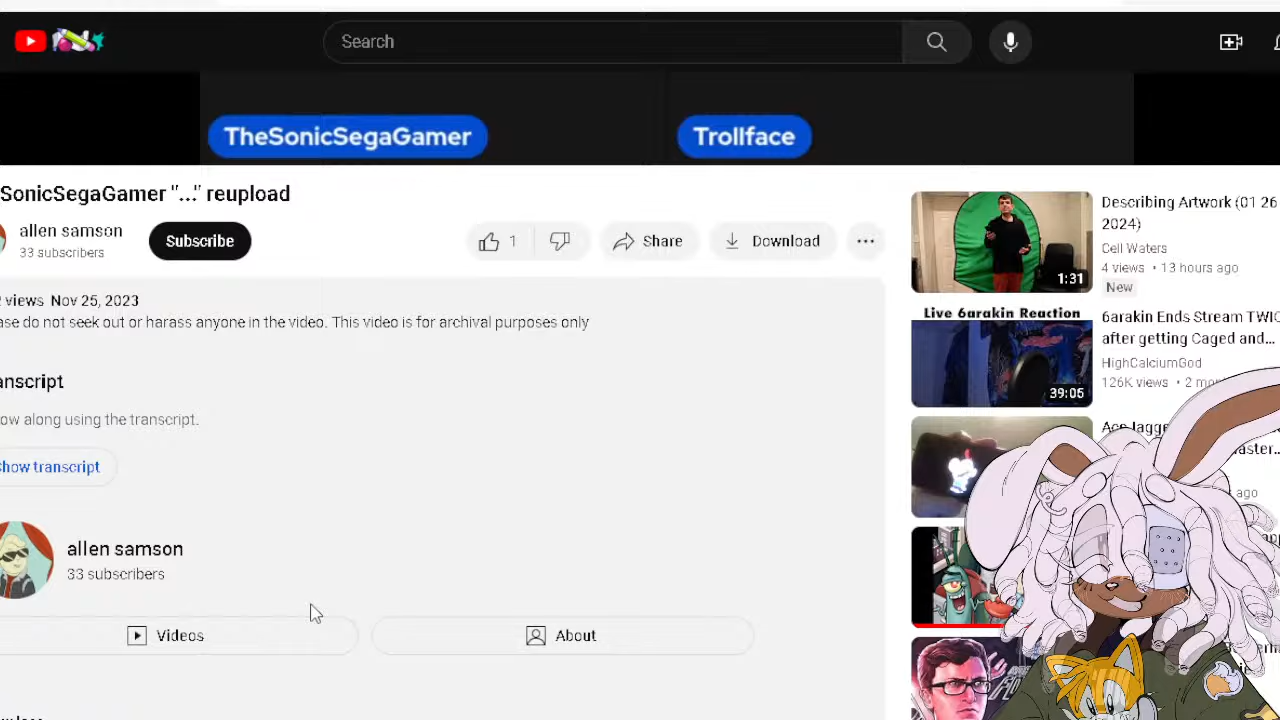 Search
TheSonicSegaGamer
Trollface
SonicSegaGamer "..." reupload
allen samson
33 subscribers
Subscribe
1
Share
Download
views Nov 25, 2023
ase do not seek out or harass anyone in the video. This video is for archival purposes only
anscript
ow along using the transcript.
Show transcript
allen samson
33 subscribers
Videos
About
1:31
Describing Artwork (01 26
2024)
Cell Waters
4 views • 13 hours ago
New
Live 6arakin Reaction
39:05
6arakin Ends Stream TWIC
after getting Caged and...
HighCalciumGod
126K views • 2 mo
ago